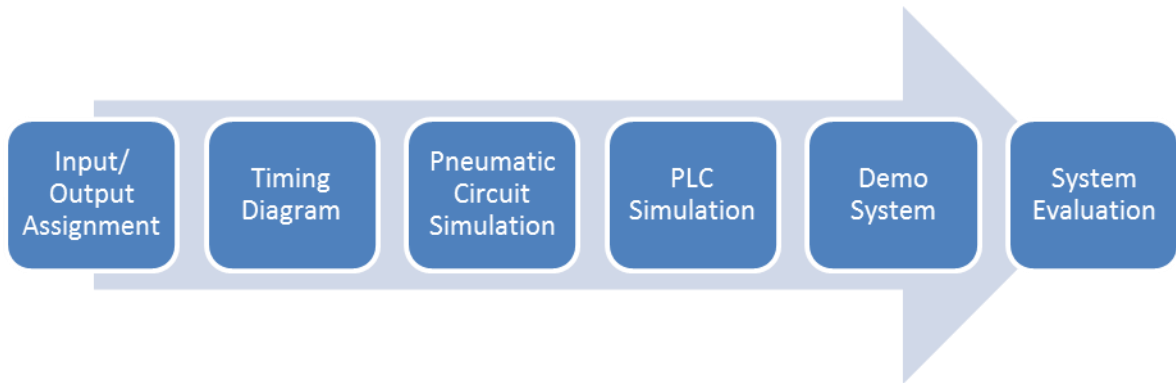 Input/
Output
Assignment
Timing
Diagram
Pneumatic
Circuit
Simulation
PLC
Simulation
Demo
System
System
Evaluation